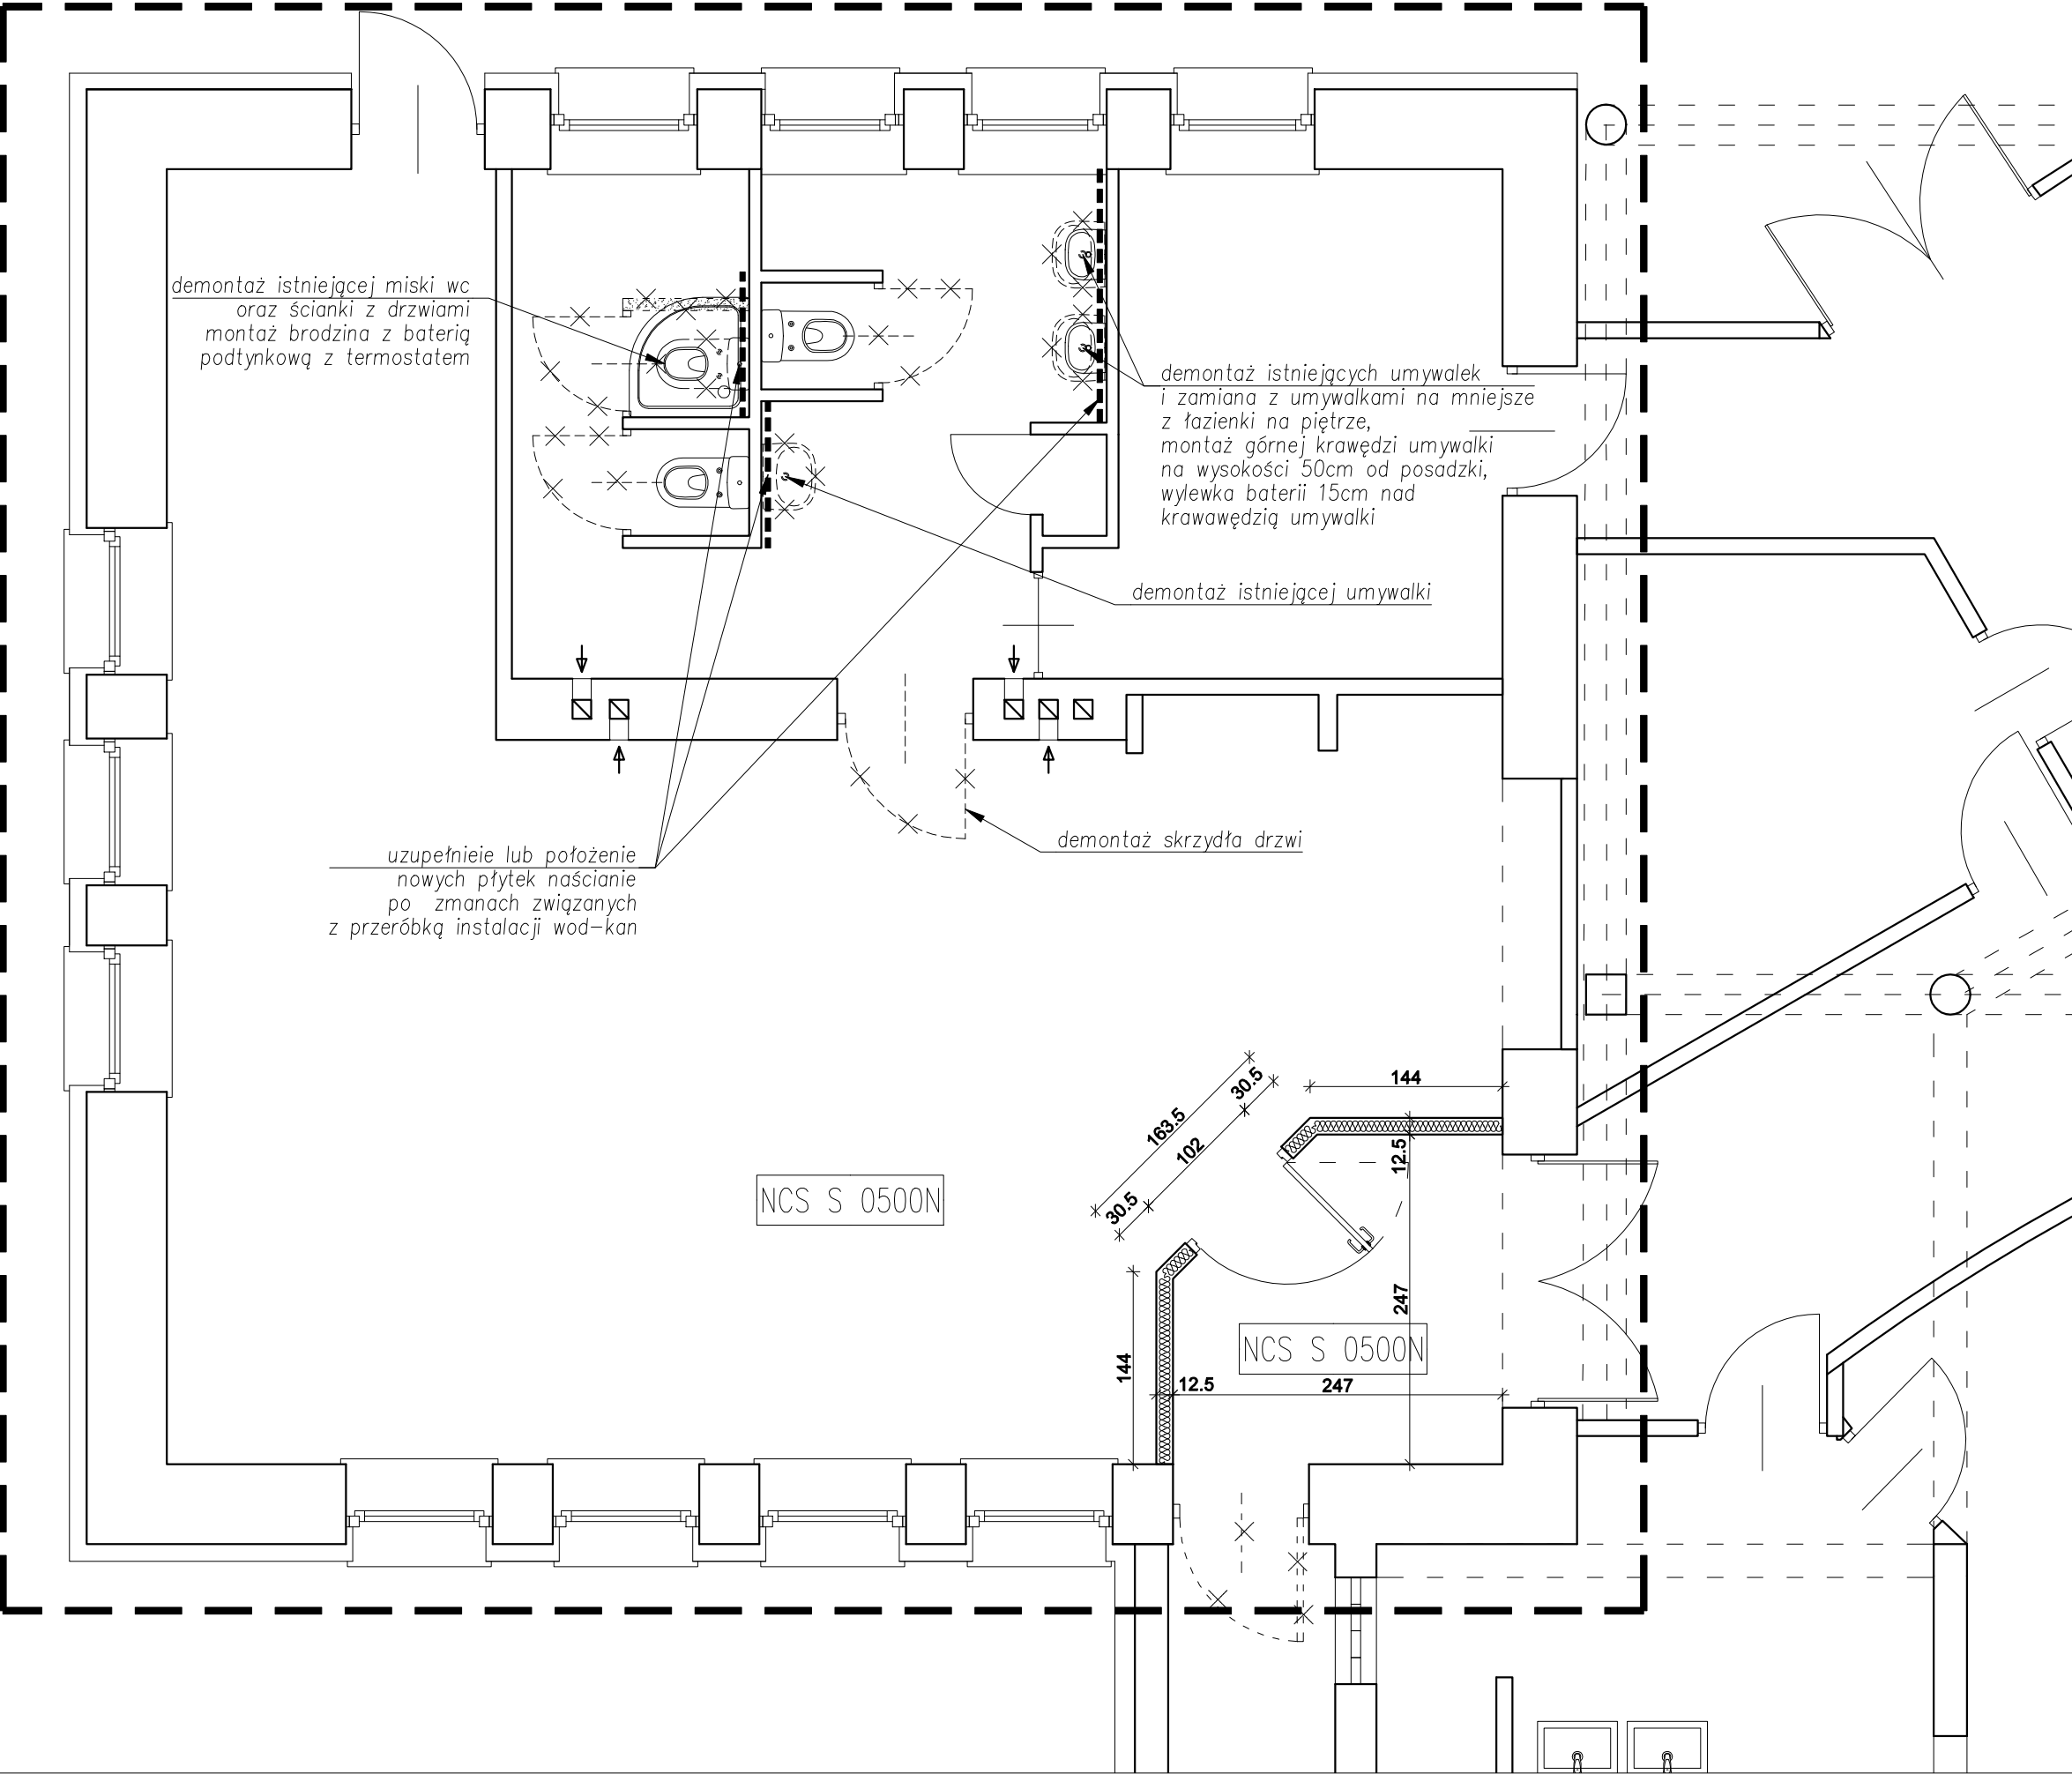 demontaż istniejącej miski wc
oraz ścianki z drzwiami
montaż brodzina z baterią
podtynkową z termostatem
demontaż istniejących umywalek
i zamiana z umywalkami na mniejsze
z łazienki na piętrze,
montaż górnej krawędzi umywalki
na wysokości 50cm od posadzki,
wylewka baterii 15cm nad
krawawędzią umywalki
demontaż istniejącej umywalki
demontaż skrzydła drzwi
uzupełnieie lub położenie
nowych płytek naścianie
po zmanach związanych
z przeróbką instalacji wod-kan
144
30.5
163.5
102
12.5
30.5
NCS S 0500N
247
NCS S 0500N
144
12.5
247